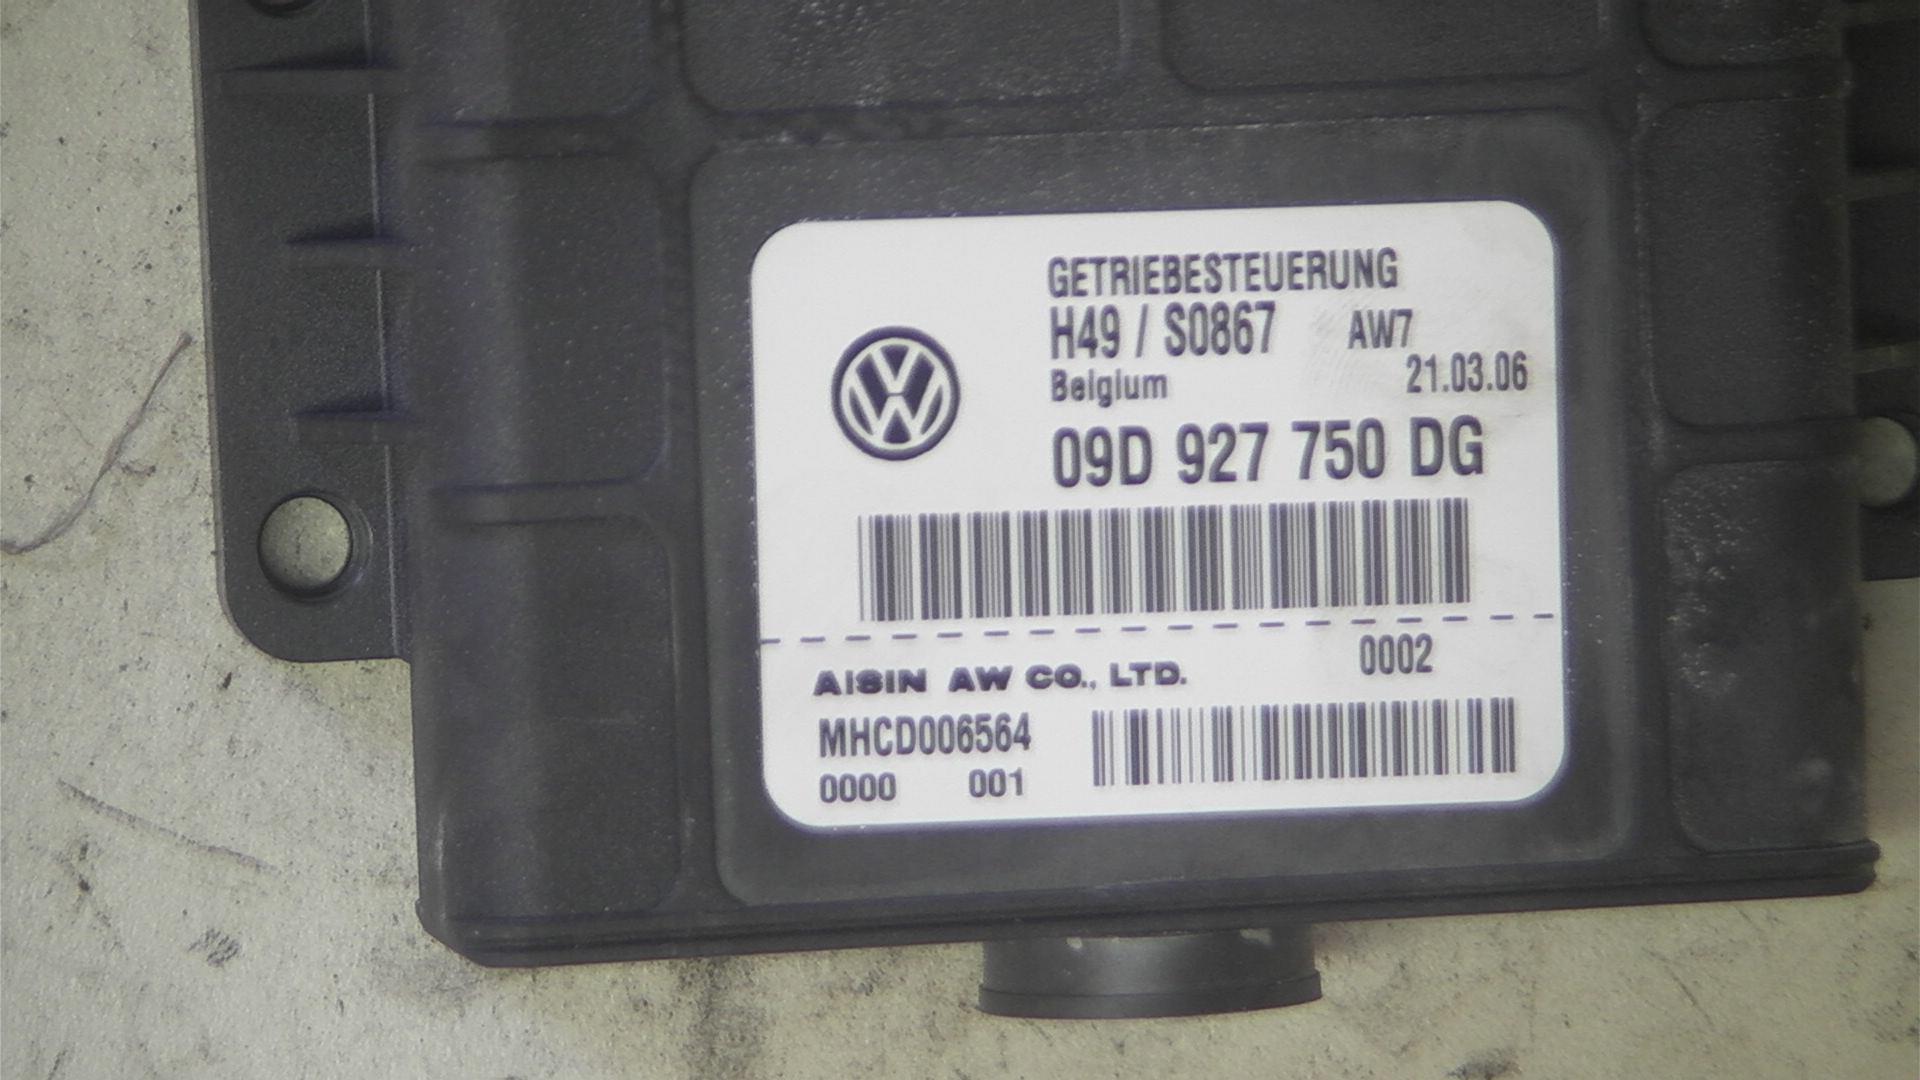 GETRIEBESTEUERUNG
H49 / S0867 AW7
Belgium 21.03.06
09D 927 750 DG
0002
AISIN AW CO., LTD.
MHCD006564
0000 001